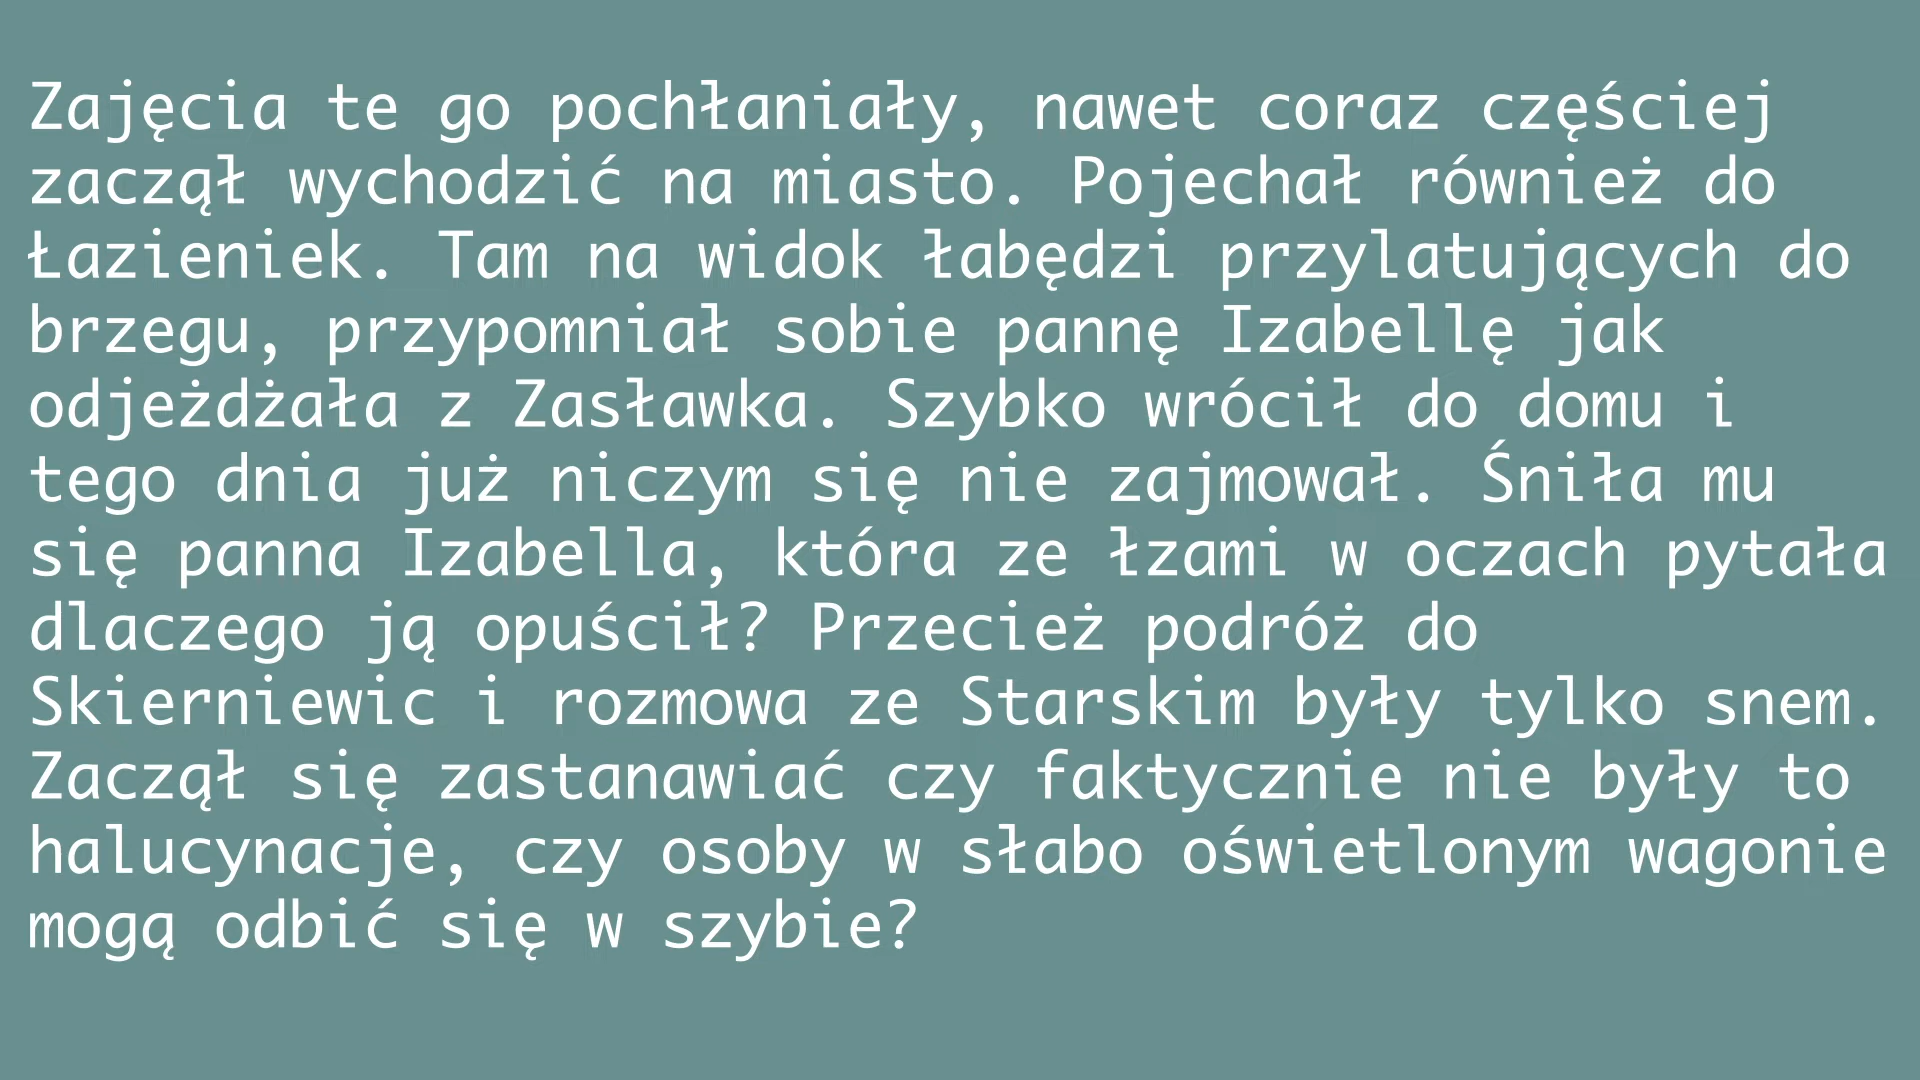 Zajęcia te go pochłaniały, nawet coraz częściej
zaczął wychodzić na miasto. Pojechał również do
Łazieniek. Tam na widok łabędzi przylatujących do
brzegu, przypomniał sobie pannę Izabellę jak
odjeżdżała z Zasławka. Szybko wrócił do domu i
tego dnia już niczym się nie zajmował. Śniła mu
się panna Izabella, która ze łzami w oczach pytała
dlaczego ją opuścił? Przecież podróż do
Skierniewic i rozmowa ze Starskim były tylko snem.
Zaczął się zastanawiać czy faktycznie nie były to
halucynacje, czy osoby w słabo oświetlonym wagonie
mogą odbić się w szybie?